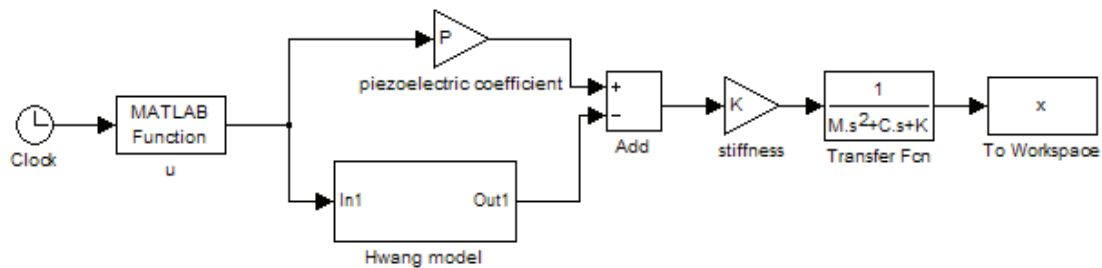 P
piezoelectric coefficient
Clock
MATLAB
Function
u
In1
Out1
Hwang model
+
−
Add
K
stiffness
1
M.s²+C.s+K
Transfer Fcn
x
To Workspace